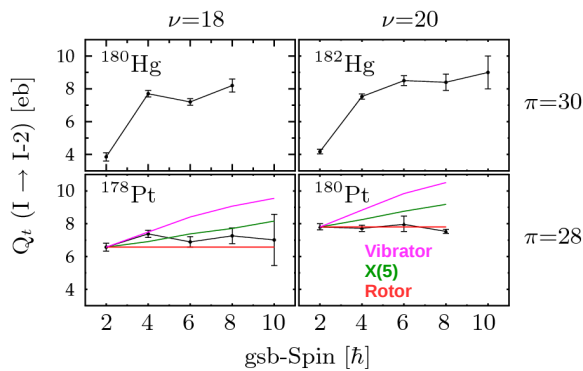 ν=18 ν=20
¹⁸⁰Hg ¹⁸²Hg
10
8
6
4
π=30
Qₜ (I → I-2) [eb]
¹⁷⁸Pt ¹⁸⁰Pt
10
8
6
4
Vibrator
X(5)
Rotor
π=28
2 4 6 8 10 2 4 6 8 10
gsb-Spin [ħ]